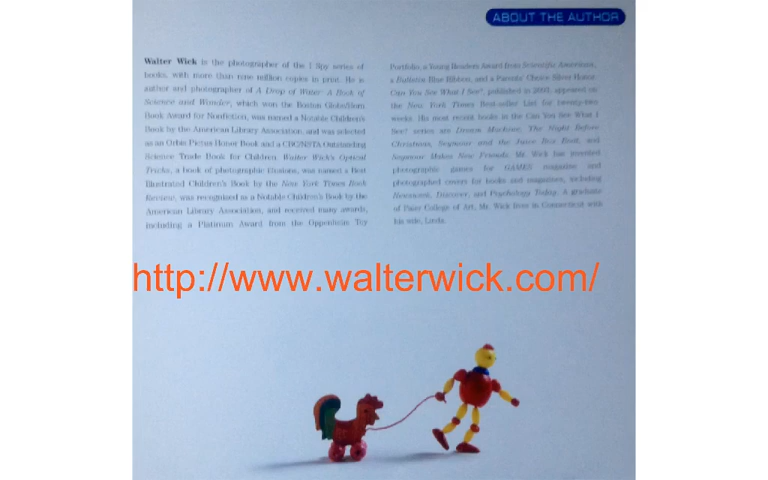 ABOUT THE AUTHOR
Walter Wick is the photographer of the I Spy series of
books, with more than nine million copies in print. He is
author and photographer of A Drop of Water: A Book of
Science and Wonder, which won the Boston Globe/Horn
Book Award for Nonfiction, was named a Notable Children's
Book by the American Library Association, and was selected
as an Orbis Pictus Honor Book and a CBC/NSTA Outstanding
Science Trade Book for Children. Walter Wick's Optical
Tricks, a book of photographic illusions, was named a Best
Illustrated Children's Book by the New York Times Book
Review, was recognized as a Notable Children's Book by the
American Library Association, and received many awards,
including a Platinum Award from the Oppenheim Toy
Portfolio, a Young Readers Award from Scientific American,
a Bulletin Blue Ribbon, and a Parents' Choice Silver Honor.
Can You See What I See?, published in 2002, appeared on
the New York Times Best-seller List for twenty-two
weeks. His most recent books in the Can You See What I
See? series are Dream Machine, The Night Before
Christmas, Seymour and the Juice Box Boat, and
Seymour Makes New Friends. Mr. Wick has invented
photographic games for GAMES magazine and
photographed covers for books and magazines, including
Newsweek, Discover, and Psychology Today. A graduate
of Paier College of Art, Mr. Wick lives in Connecticut with
his wife, Linda.
http://www.walterwick.com/